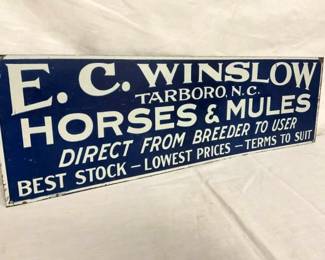 E. C. WINSLOW
TARBORO, N. C.
HORSES & MULES
DIRECT FROM BREEDER TO USER
BEST STOCK – LOWEST PRICES – TERMS TO SUIT